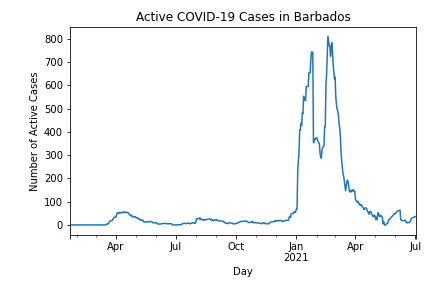 Active COVID-19 Cases in Barbados
Number of Active Cases
800
700
600
500
400
300
200
100
0
Apr
Jul
Oct
Jan
2021
Apr
Jul
Day